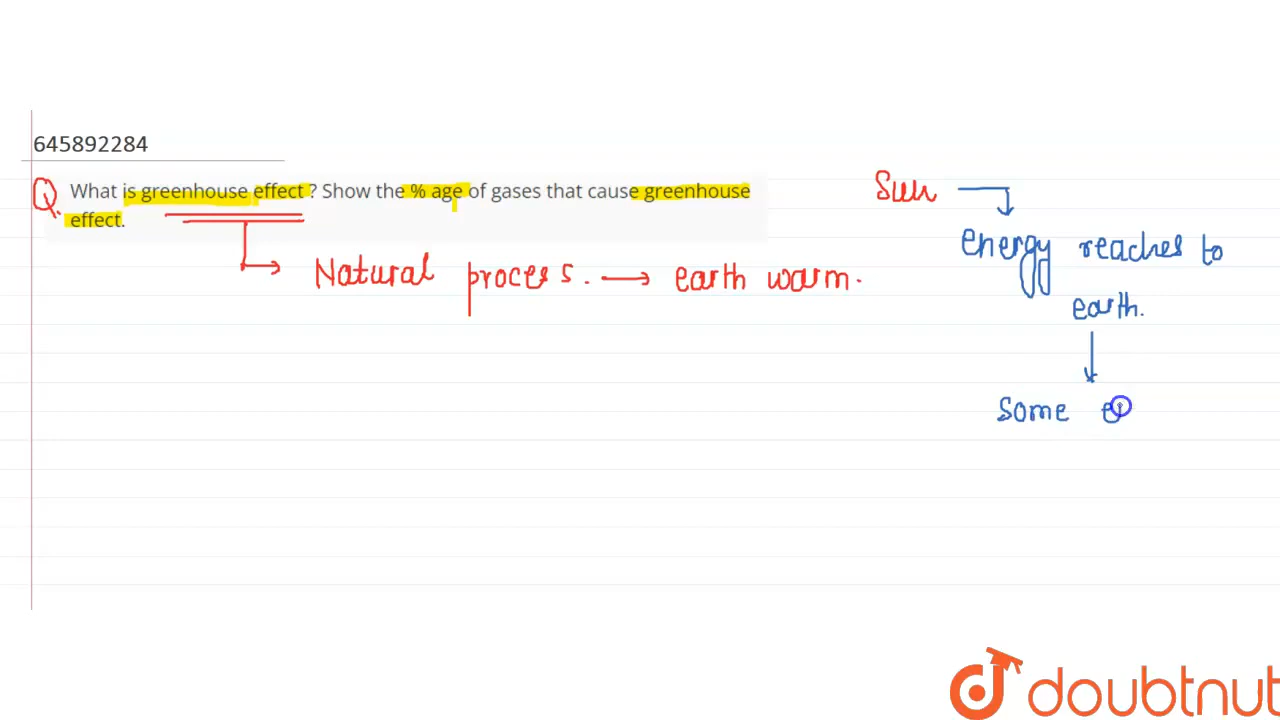 645892284
Q. What is greenhouse effect ? Show the % age of gases that cause greenhouse
effect.
Natural process. → earth warm.
Sun
energy reaches to
earth.
Some e
doubtnut